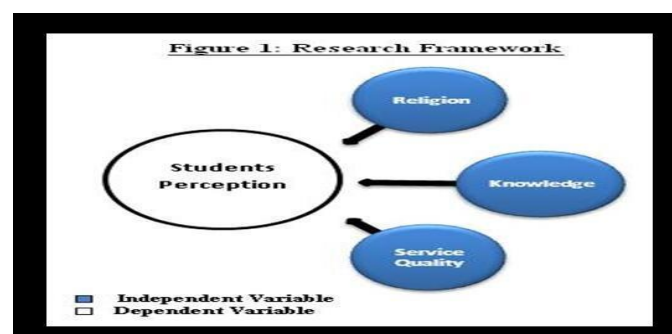 Figure 1: Research Framework
Religion
Students
Perception
Knowledge
Service
Quality
Independent Variable
Dependent Variable